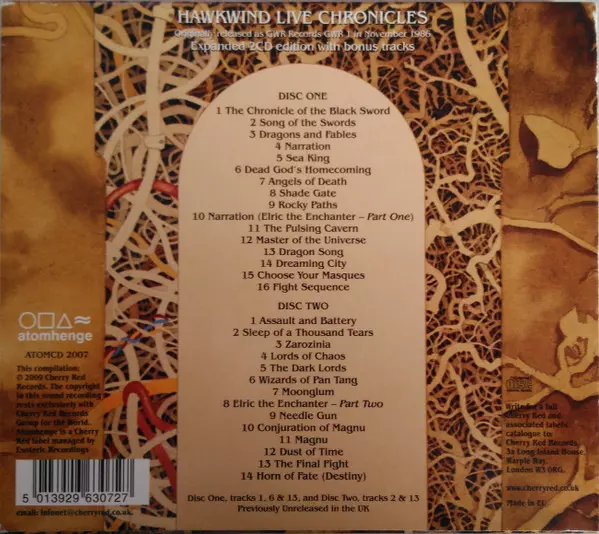 HAWKWIND LIVE CHRONICLES
Originally released as GWR Records GWR 1 in November 1986
Expanded 2CD edition with bonus tracks
DISC ONE
1 The Chronicle of the Black Sword
2 Song of the Swords
3 Dragons and Fables
4 Narration
5 Sea King
6 Dead God's Homecoming
7 Angels of Death
8 Shade Gate
9 Rocky Paths
10 Narration (Elric the Enchanter – Part One)
11 The Pulsing Cavern
12 Master of the Universe
13 Dragon Song
14 Dreaming City
15 Choose Your Masques
16 Fight Sequence
DISC TWO
1 Assault and Battery
2 Sleep of a Thousand Tears
3 Zarozinia
4 Lords of Chaos
5 The Dark Lords
6 Wizards of Pan Tang
7 Moonglum
8 Elric the Enchanter – Part Two
9 Needle Gun
10 Conjuration of Magnu
11 Magnu
12 Dust of Time
13 The Final Fight
14 Horn of Fate (Destiny)
Disc One, tracks 1, 6 & 13, and Disc Two, tracks 2 & 13
Previously Unreleased in the UK
atomhenge
ATOMCD 2007
This compilation:
© 2009 Cherry Red
Records. The copyright
in this sound recording
rests exclusively with
Cherry Red Records
Group for the World.
Atomhenge is a Cherry
Red label managed by
Esoteric Recordings
5 013929 630727
email: infonet@cherryred.co.uk
COMPACT
disc
DIGITAL AUDIO
Write for a full
Cherry Red and
associated labels
catalogue to:
Cherry Red Records,
3a Long Island House,
Warple Way,
London W3 0RG.
www.cherryred.co.uk
Made in EU.